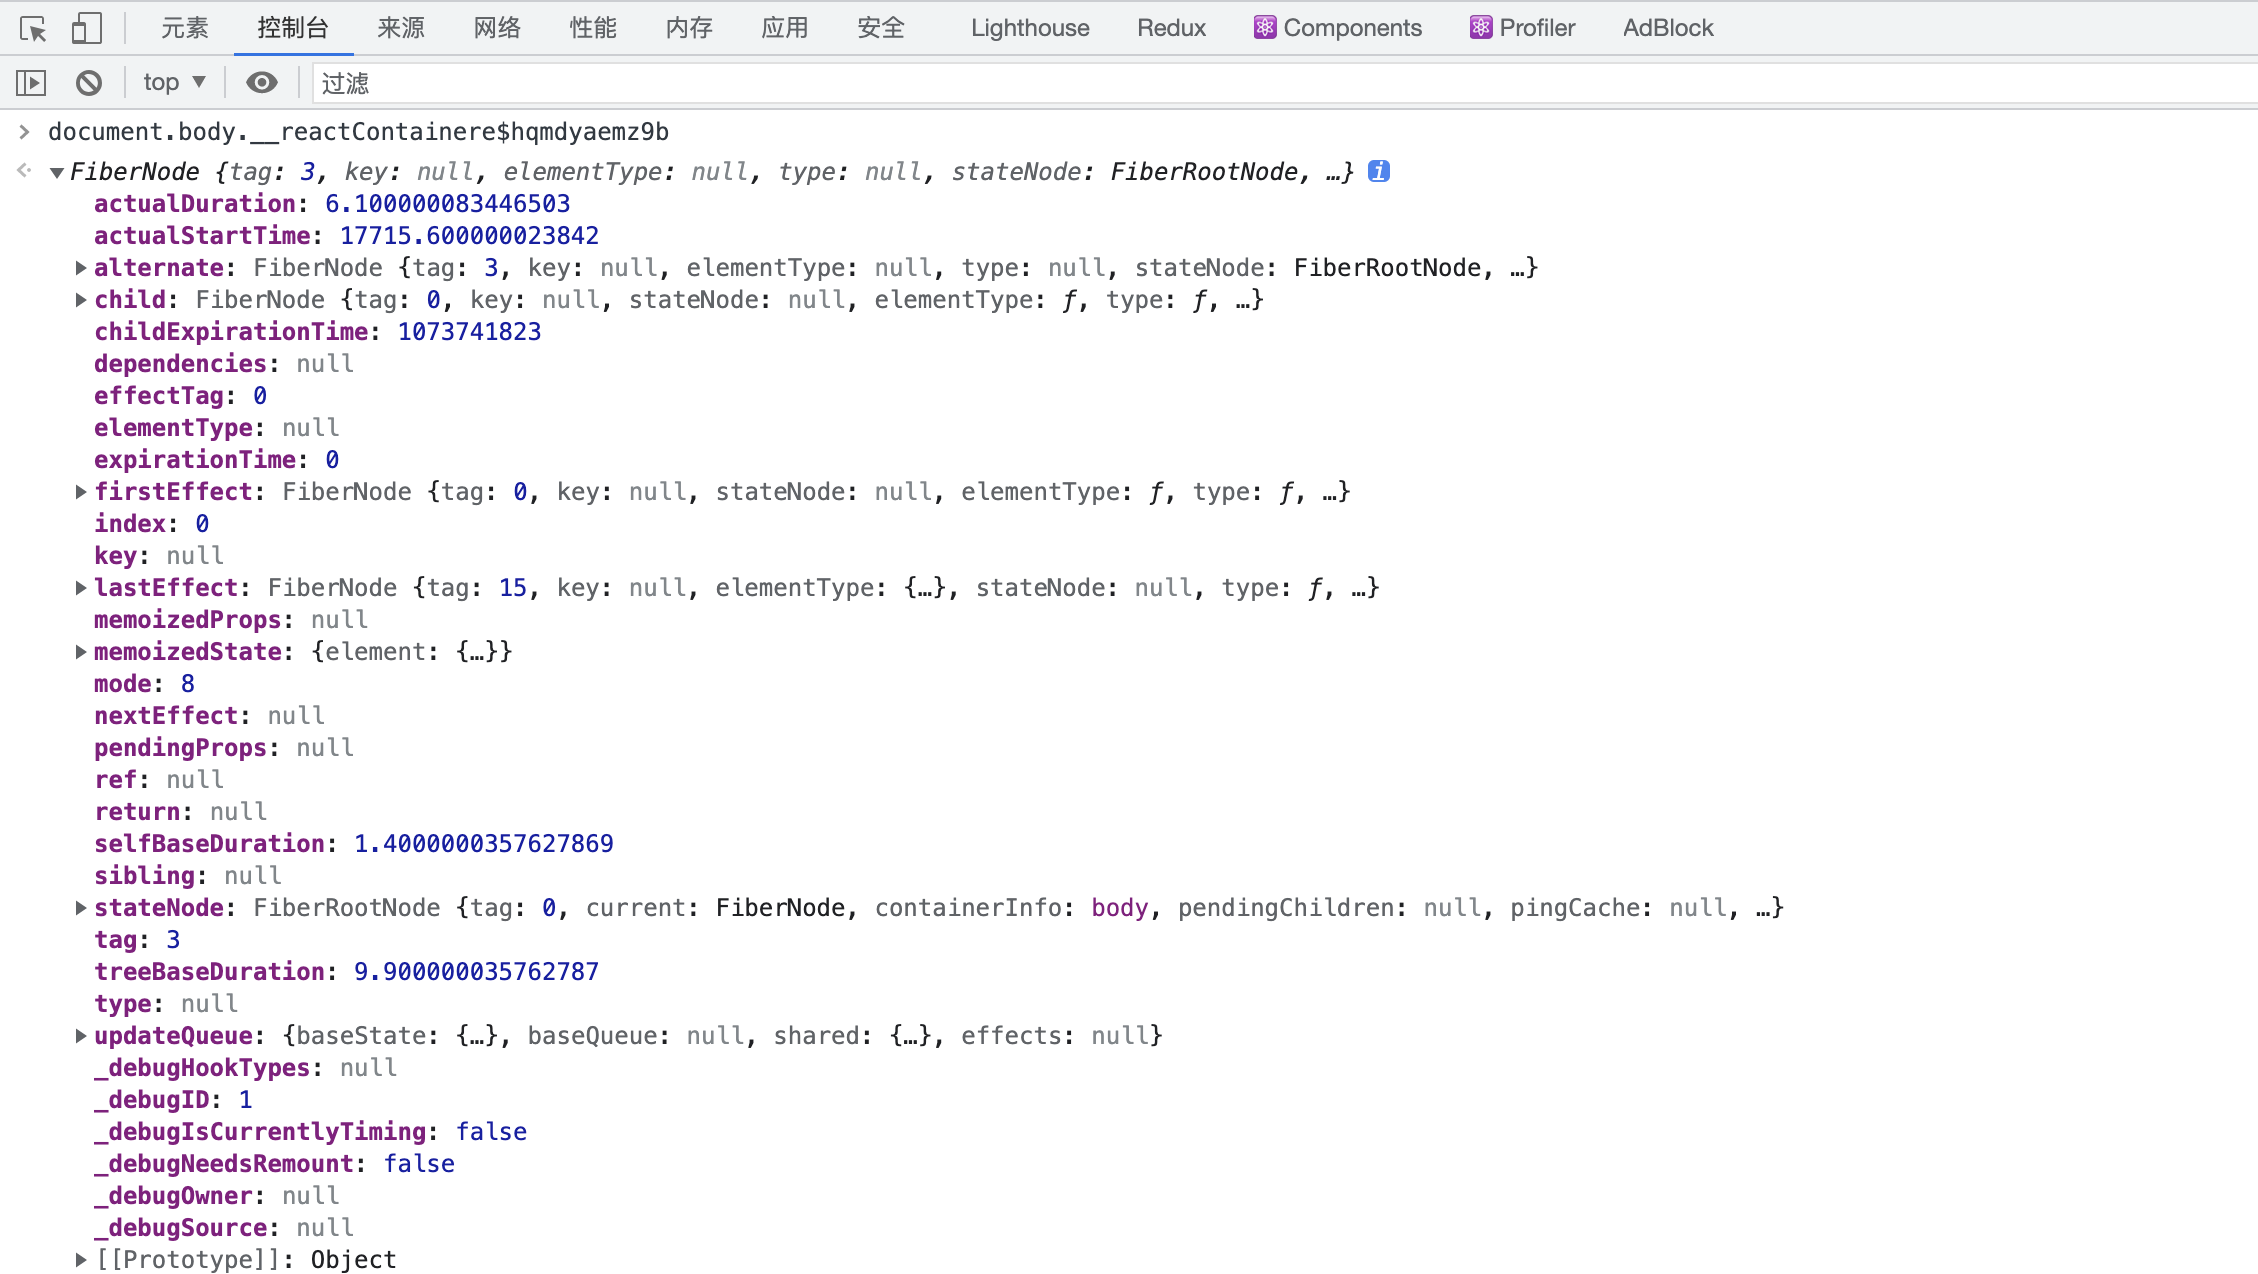 元素 控制台 来源 网络 性能 内存 应用 安全 Lighthouse Redux Components Profiler AdBlock
top 过滤
document.body.__reactContainere$hqmdyaemz9b
FiberNode {tag: 3, key: null, elementType: null, type: null, stateNode: FiberRootNode, …}
actualDuration: 6.100000083446503
actualStartTime: 17715.600000023842
alternate: FiberNode {tag: 3, key: null, elementType: null, type: null, stateNode: FiberRootNode, …}
child: FiberNode {tag: 0, key: null, stateNode: null, elementType: ƒ, type: ƒ, …}
childExpirationTime: 1073741823
dependencies: null
effectTag: 0
elementType: null
expirationTime: 0
firstEffect: FiberNode {tag: 0, key: null, stateNode: null, elementType: ƒ, type: ƒ, …}
index: 0
key: null
lastEffect: FiberNode {tag: 15, key: null, elementType: {…}, stateNode: null, type: ƒ, …}
memoizedProps: null
memoizedState: {element: {…}}
mode: 8
nextEffect: null
pendingProps: null
ref: null
return: null
selfBaseDuration: 1.4000000357627869
sibling: null
stateNode: FiberRootNode {tag: 0, current: FiberNode, containerInfo: body, pendingChildren: null, pingCache: null, …}
tag: 3
treeBaseDuration: 9.900000035762787
type: null
updateQueue: {baseState: {…}, baseQueue: null, shared: {…}, effects: null}
_debugHookTypes: null
_debugID: 1
_debugIsCurrentlyTiming: false
_debugNeedsRemount: false
_debugOwner: null
_debugSource: null
[[Prototype]]: Object